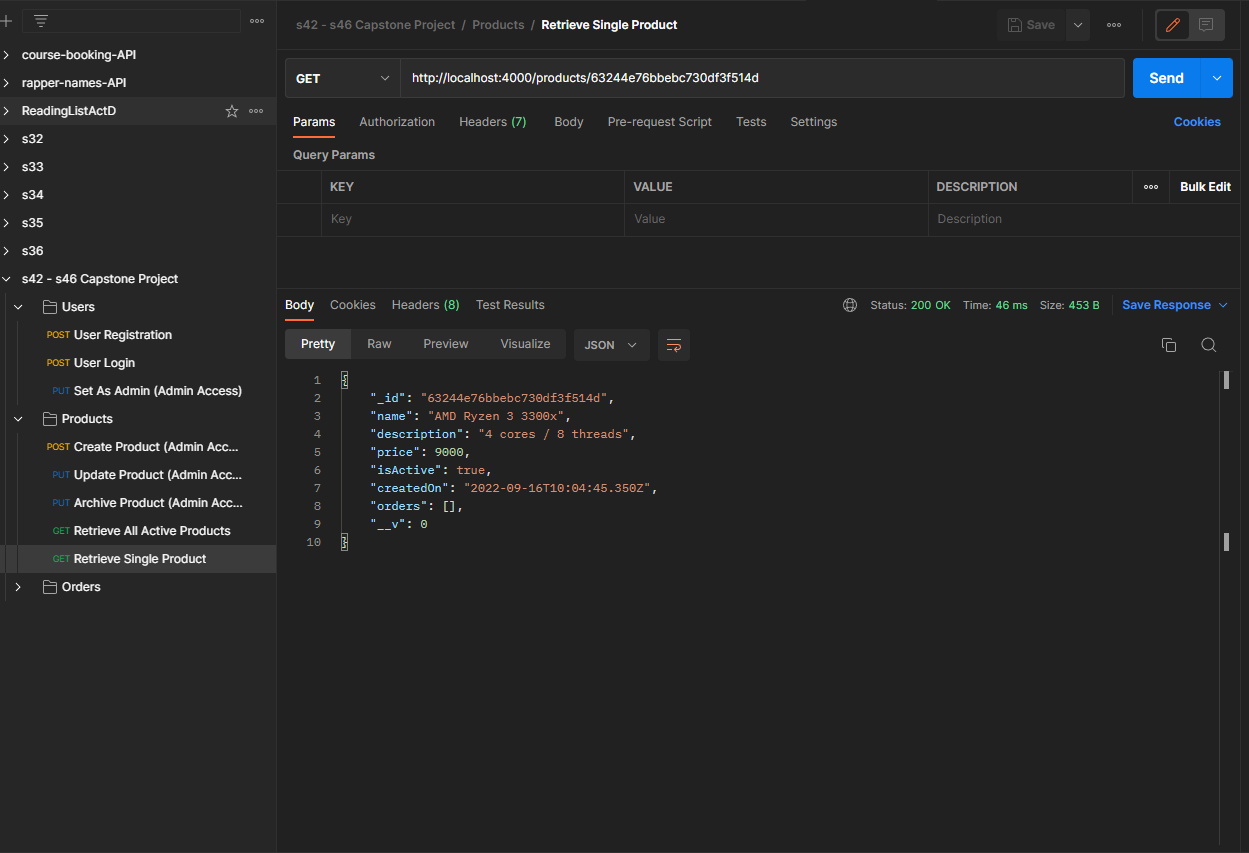 s42 - s46 Capstone Project / Products / Retrieve Single Product
Save
course-booking-API
rapper-names-API
ReadingListActD
s32
s33
s34
s35
s36
s42 - s46 Capstone Project
Users
POST User Registration
POST User Login
PUT Set As Admin (Admin Access)
Products
POST Create Product (Admin Acc...
PUT Update Product (Admin Acc...
PUT Archive Product (Admin Acc...
GET Retrieve All Active Products
GET Retrieve Single Product
Orders
GET http://localhost:4000/products/63244e76bbebc730df3f514d Send
Params Authorization Headers (7) Body Pre-request Script Tests Settings Cookies
Query Params
KEY VALUE DESCRIPTION Bulk Edit
Key Value Description
Body Cookies Headers (8) Test Results Status: 200 OK Time: 46 ms Size: 453 B Save Response
Pretty Raw Preview Visualize JSON
1 {
2 "_id": "63244e76bbebc730df3f514d",
3 "name": "AMD Ryzen 3 3300x",
4 "description": "4 cores / 8 threads",
5 "price": 9000,
6 "isActive": true,
7 "createdOn": "2022-09-16T10:04:45.350Z",
8 "orders": [],
9 "__v": 0
10 }